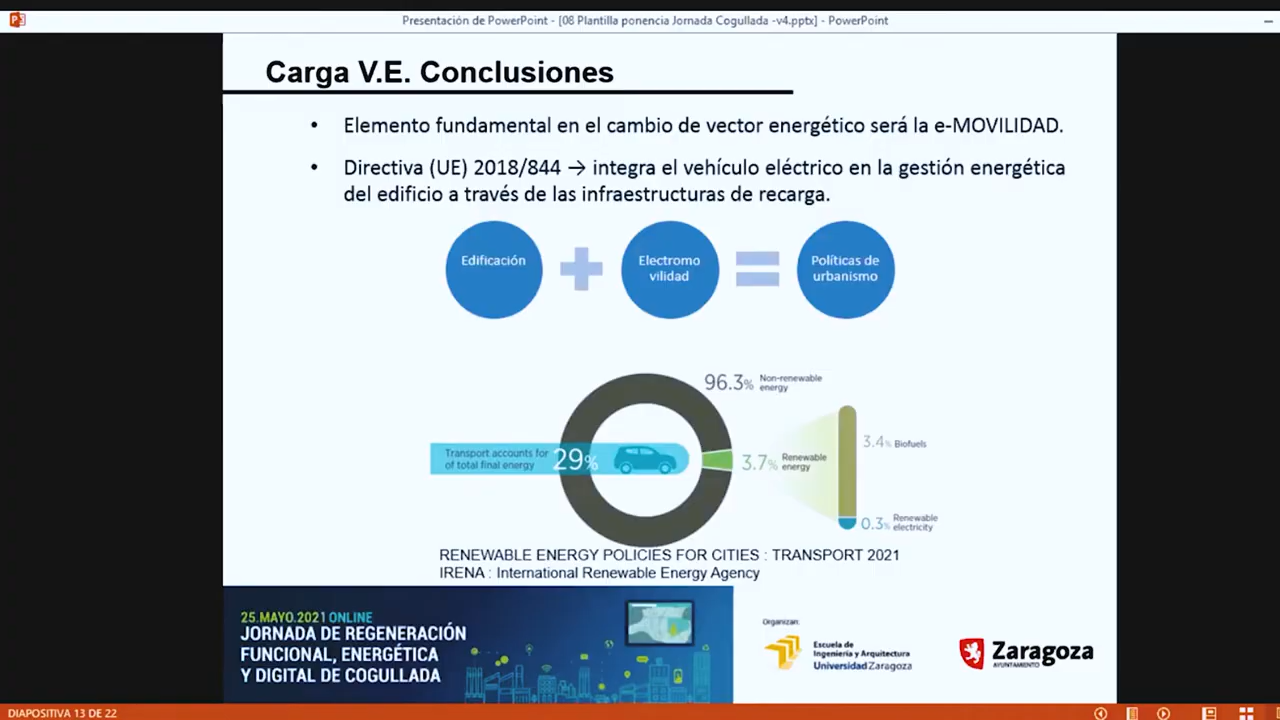 Presentación de PowerPoint - [08 Plantilla ponencia Jornada Cogullada -v4.pptx] - PowerPoint
Carga V.E. Conclusiones
• Elemento fundamental en el cambio de vector energético será la e-MOVILIDAD.
• Directiva (UE) 2018/844 → integra el vehículo eléctrico en la gestión energética
del edificio a través de las infraestructuras de recarga.
Edificación
Electromo
vilidad
Políticas de
urbanismo
96.3% Non-renewable
energy
Transport accounts for
of total final energy
29%
3.7% Renewable
energy
3.4% Biofuels
0.3% Renewable
electricity
RENEWABLE ENERGY POLICIES FOR CITIES : TRANSPORT 2021
IRENA : International Renewable Energy Agency
25.MAYO.2021 ONLINE
JORNADA DE REGENERACIÓN
FUNCIONAL, ENERGÉTICA
Y DIGITAL DE COGULLADA
Organizan:
Escuela de
Ingeniería y Arquitectura
Universidad Zaragoza
Zaragoza
AYUNTAMIENTO
DIAPOSITIVA 13 DE 22